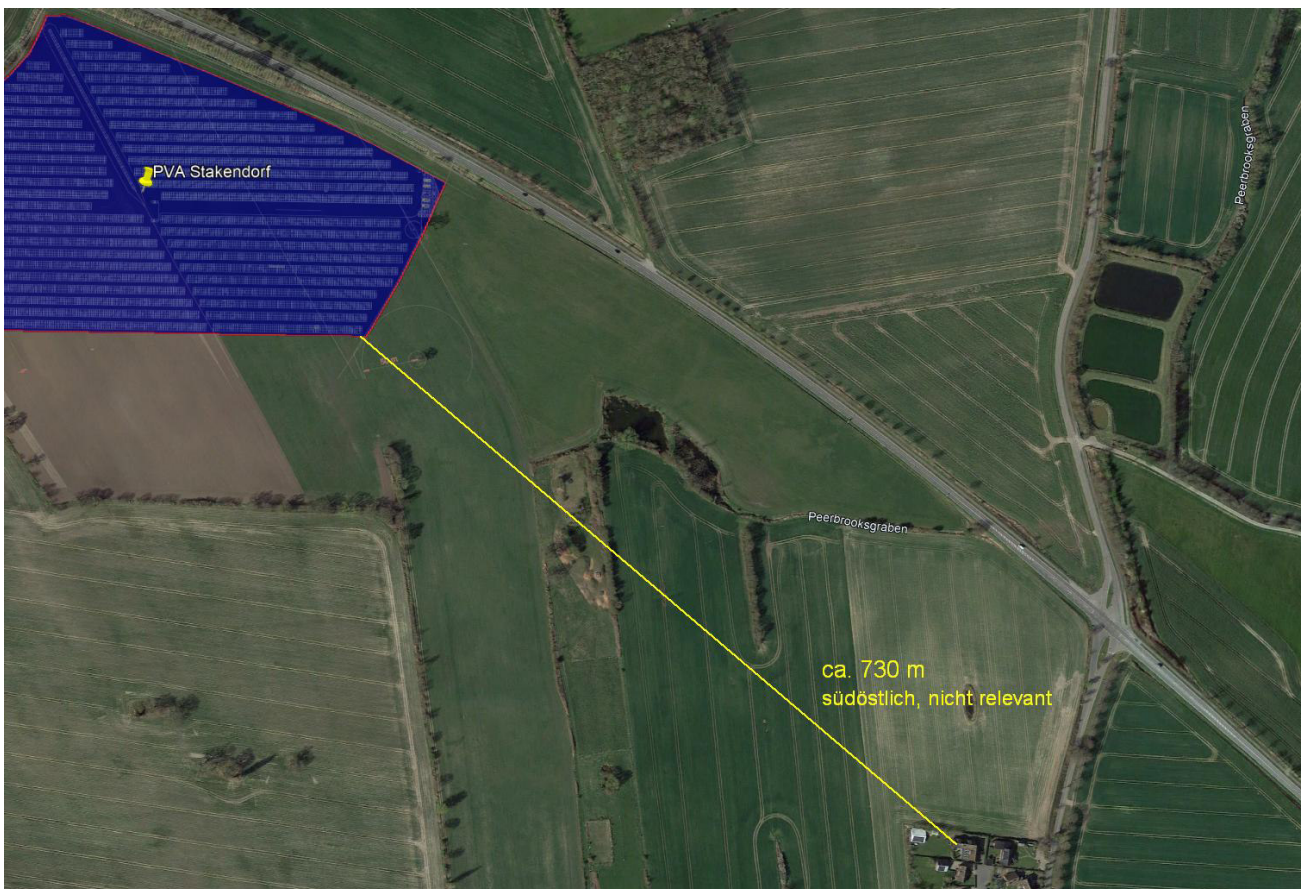 PVA Stakendorf
Peerbrooksgraben
Peerbrooksgraben
ca. 730 m
südöstlich, nicht relevant